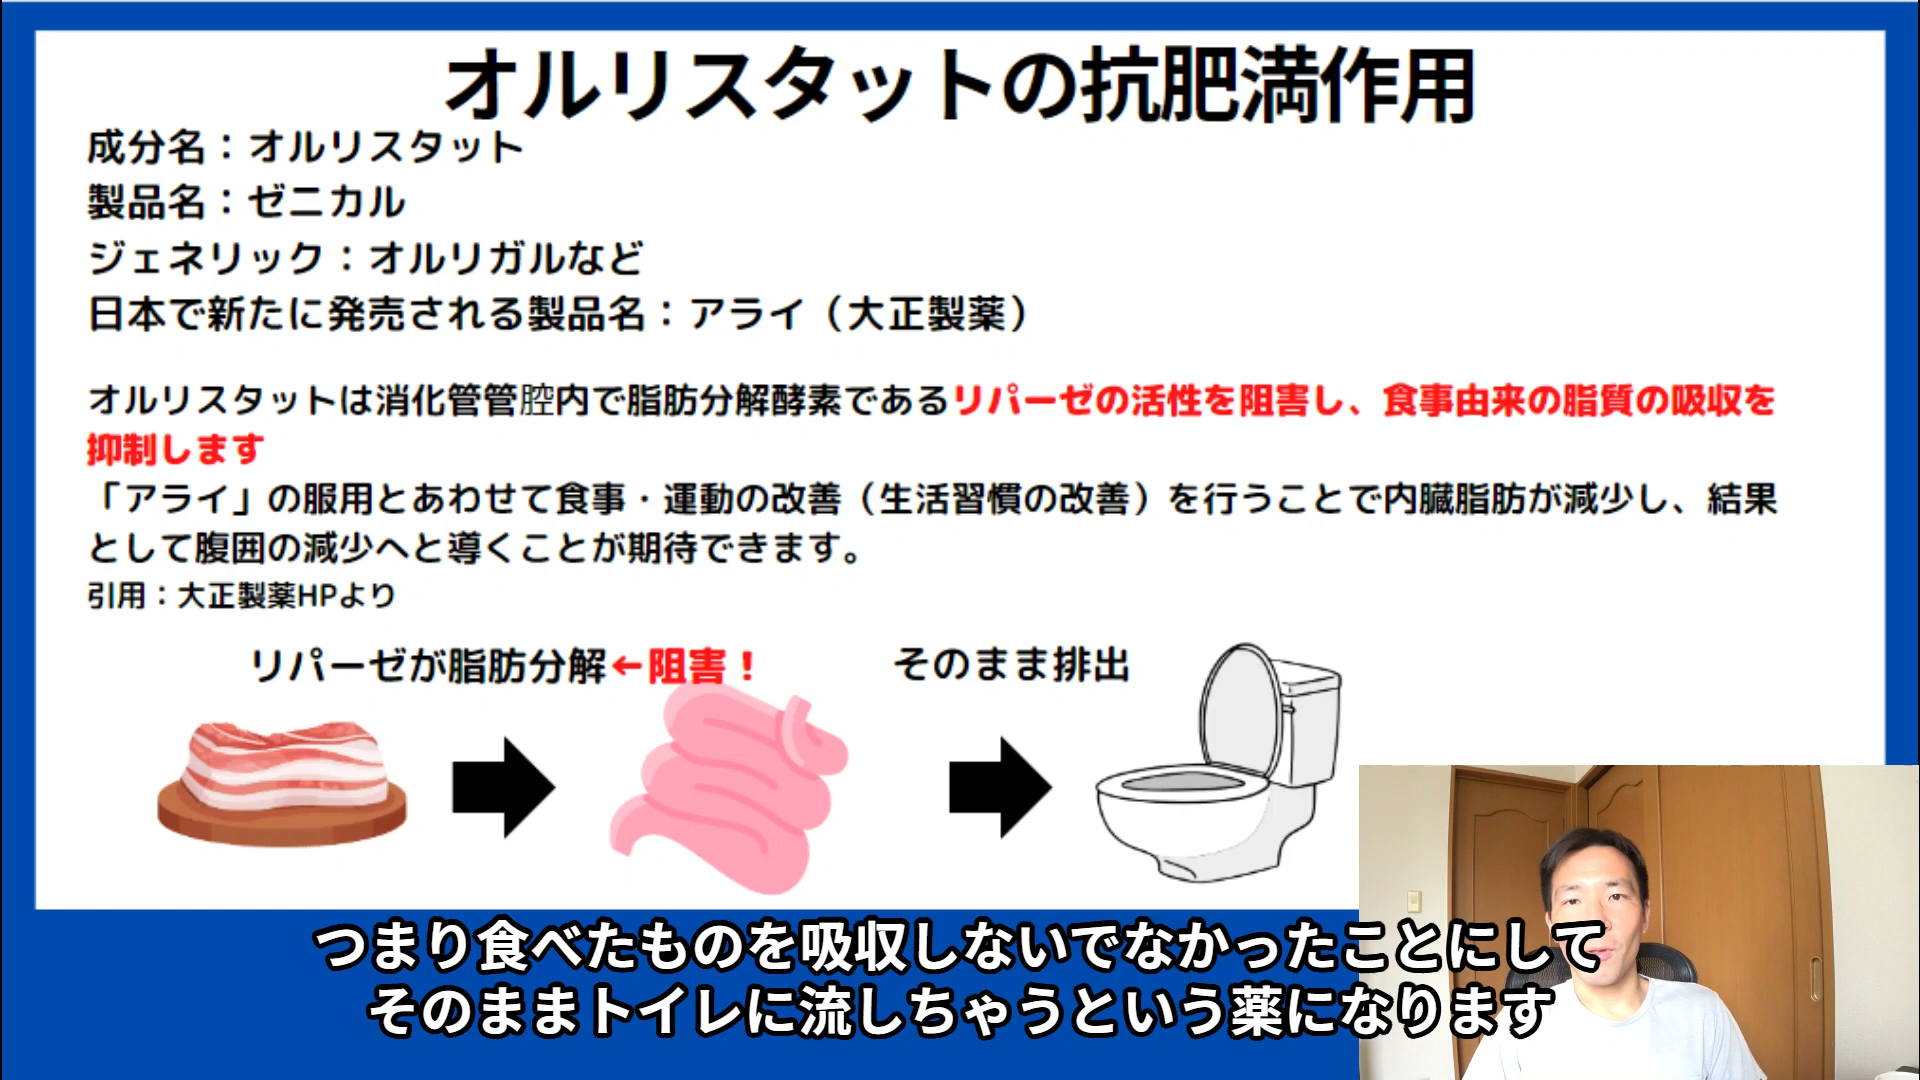 オルリスタットの抗肥満作用
成分名：オルリスタット
製品名：ゼニカル
ジェネリック：オルリガルなど
日本で新たに発売される製品名：アライ（大正製薬）
オルリスタットは消化管管腔内で脂肪分解酵素であるリパーゼの活性を阻害し、食事由来の脂質の吸収を
抑制します
「アライ」の服用とあわせて食事・運動の改善（生活習慣の改善）を行うことで内臓脂肪が減少し、結果
として腹囲の減少へと導くことが期待できます。
引用：大正製薬HPより
リパーゼが脂肪分解←阻害！
そのまま排出
つまり食べたものを吸収しないでなかったことにして
そのままトイレに流しちゃうという薬になります